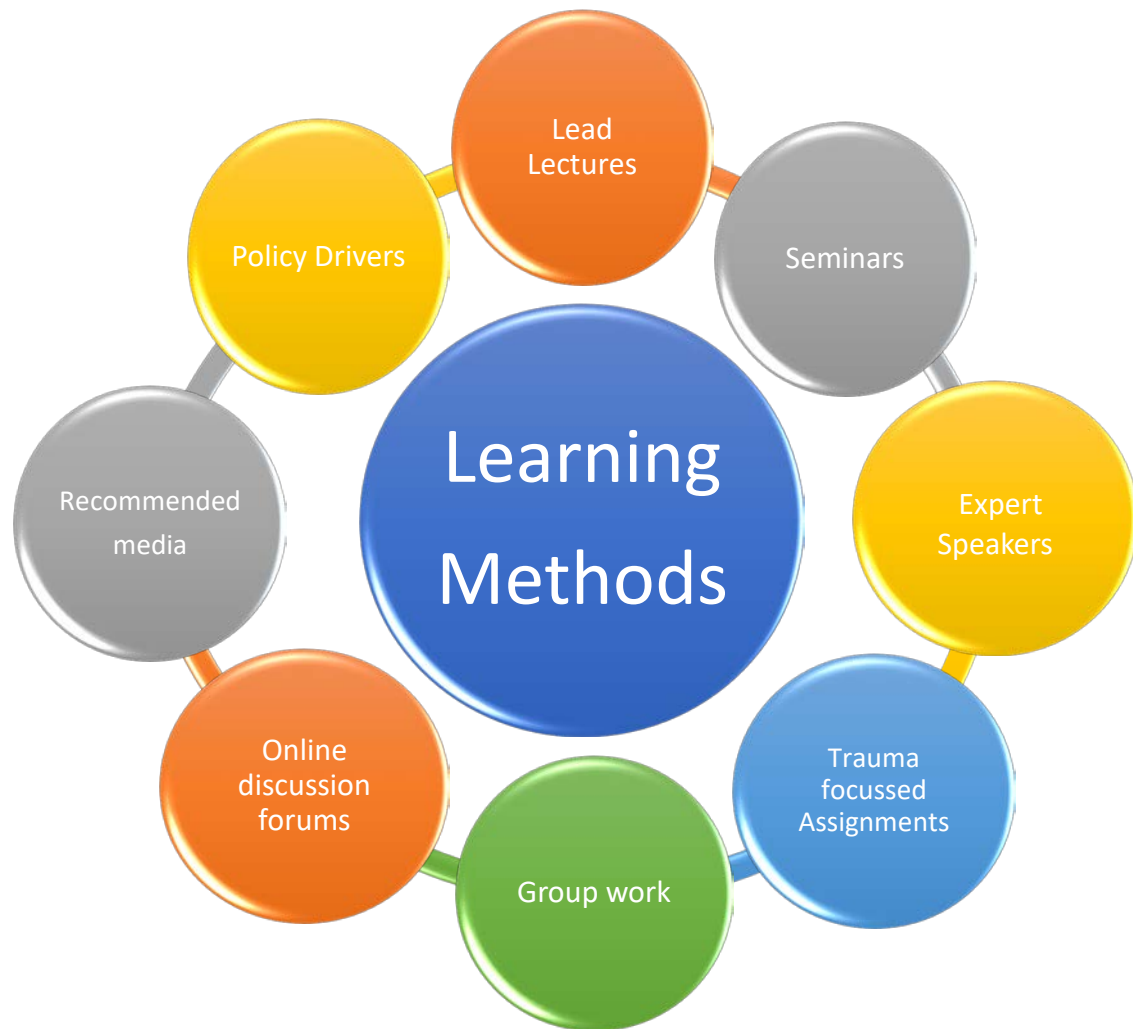 Lead
Lectures
Seminars
Expert
Speakers
Trauma
focussed
Assignments
Group work
Online
discussion
forums
Recommended
media
Policy Drivers
Learning
Methods